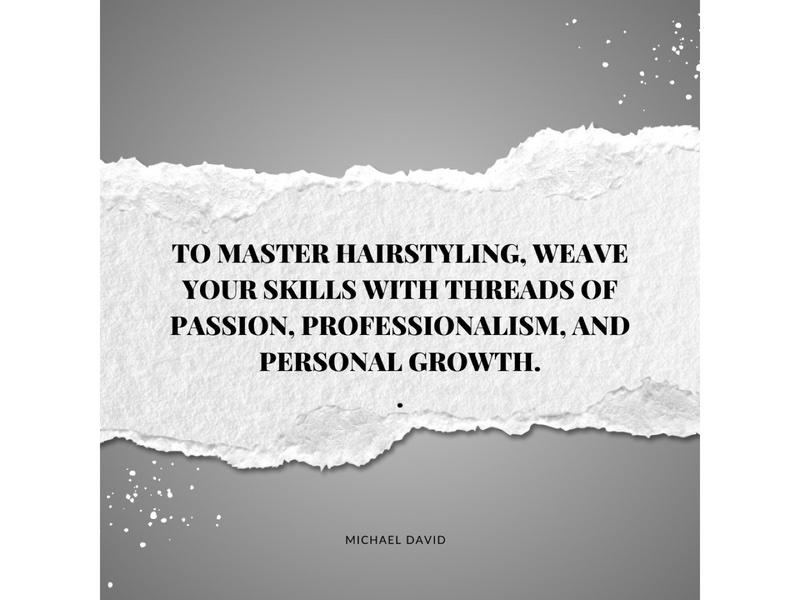 TO MASTER HAIRSTYLING, WEAVE
YOUR SKILLS WITH THREADS OF
PASSION, PROFESSIONALISM, AND
PERSONAL GROWTH.
.
MICHAEL DAVID